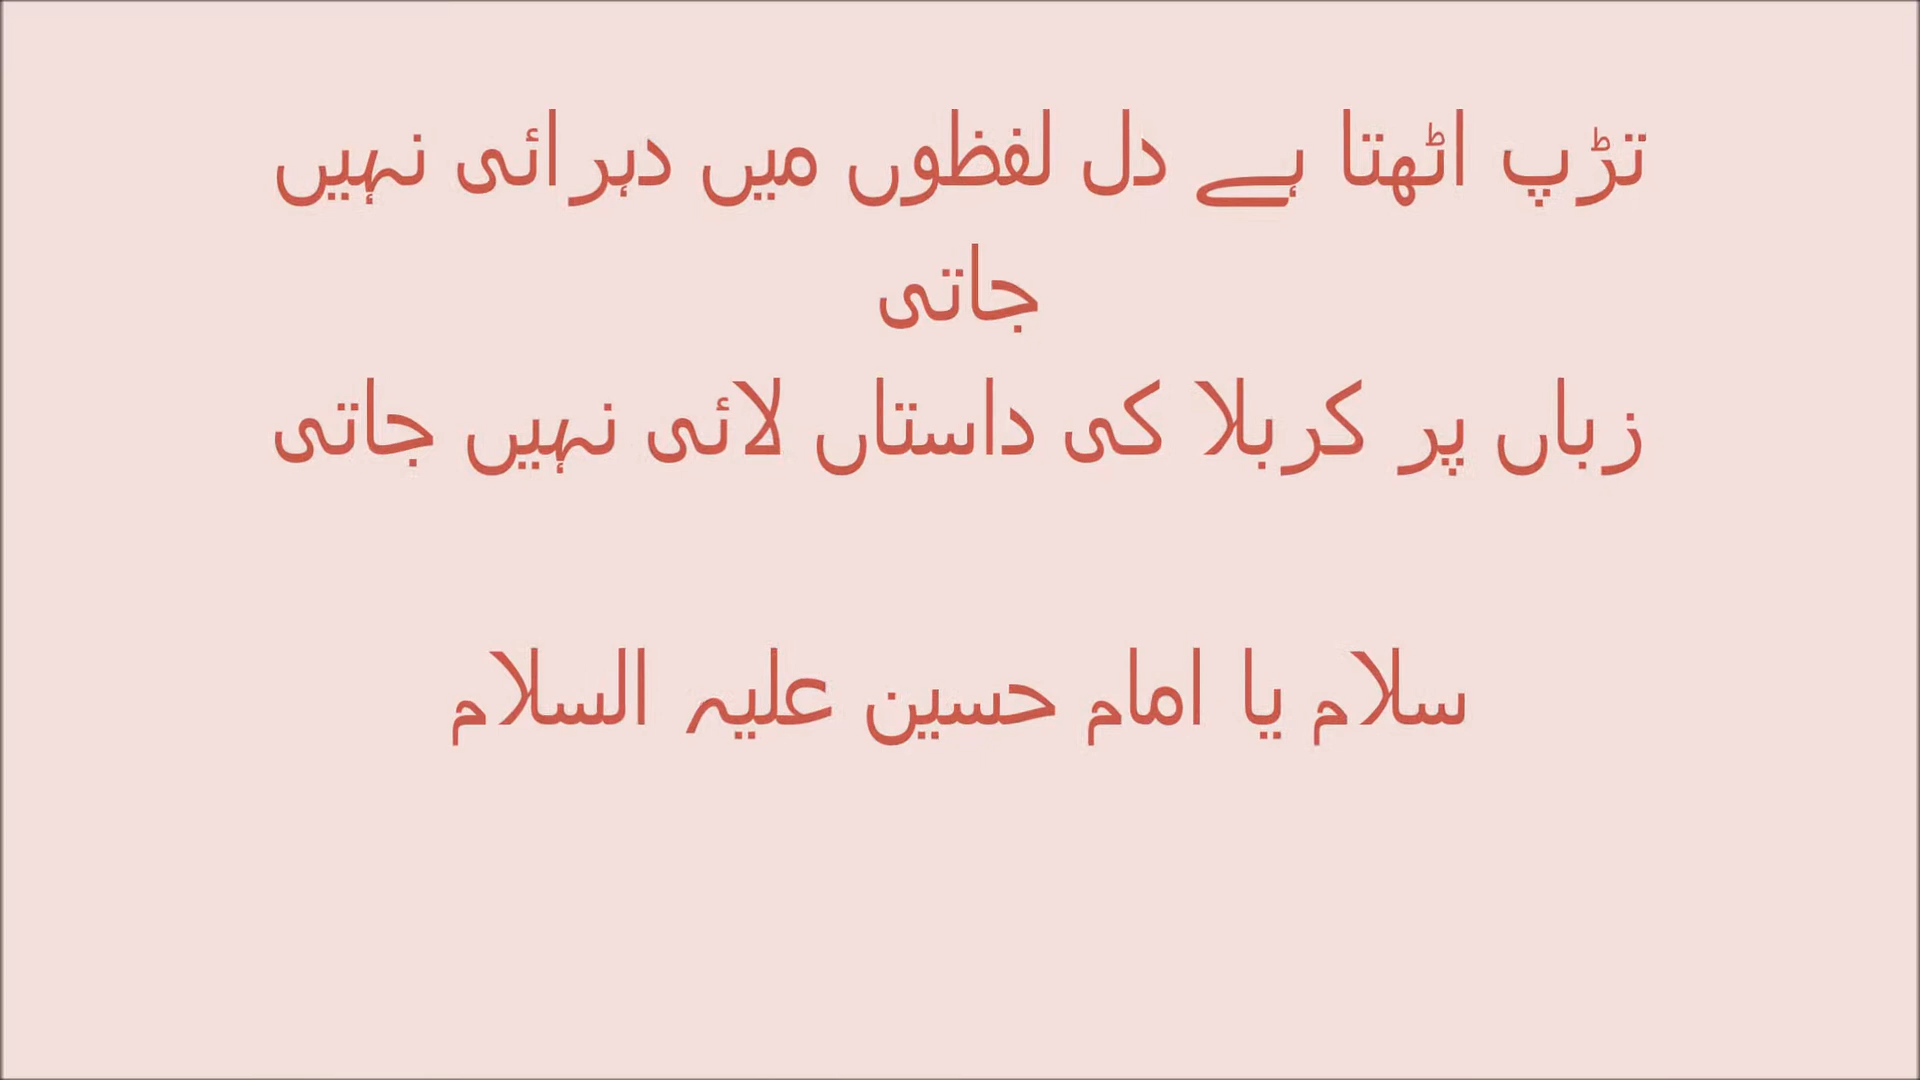 تڑپ اٹھتا ہے دل لفظوں میں دہرائی نہیں
جاتی
زباں پر کربلا کی داستاں لائی نہیں جاتی
سلام یا امام حسین علیہ السلام